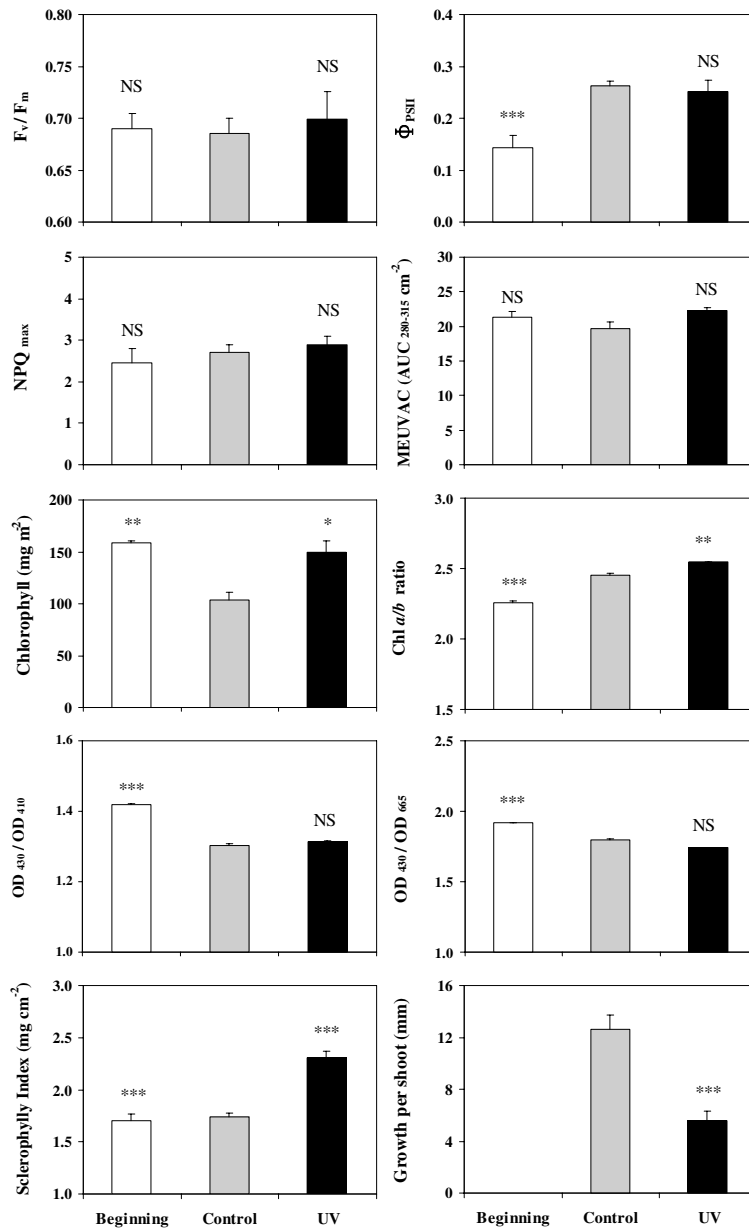 Fv / Fm
0.80
0.75
0.70
0.65
0.60
NS
NS
ΦPSII
0.4
0.3
0.2
0.1
0.0
***
NS
NPQ max
5
4
3
2
1
0
NS
NS
MEUVAC (AUC 280-315 cm-2)
30
25
20
15
10
5
0
NS
NS
Chlorophyll (mg m-2)
200
150
100
50
0
**
*
Chl a/b ratio
3.0
2.5
2.0
1.5
***
**
OD 430 / OD 410
1.6
1.4
1.2
1.0
***
NS
OD 430 / OD 665
2.5
2.0
1.5
1.0
***
NS
Sclerophylly Index (mg cm-2)
3.0
2.5
2.0
1.5
1.0
***
***
Beginning Control UV
Growth per shoot (mm)
16
12
8
4
0
***
Beginning Control UV